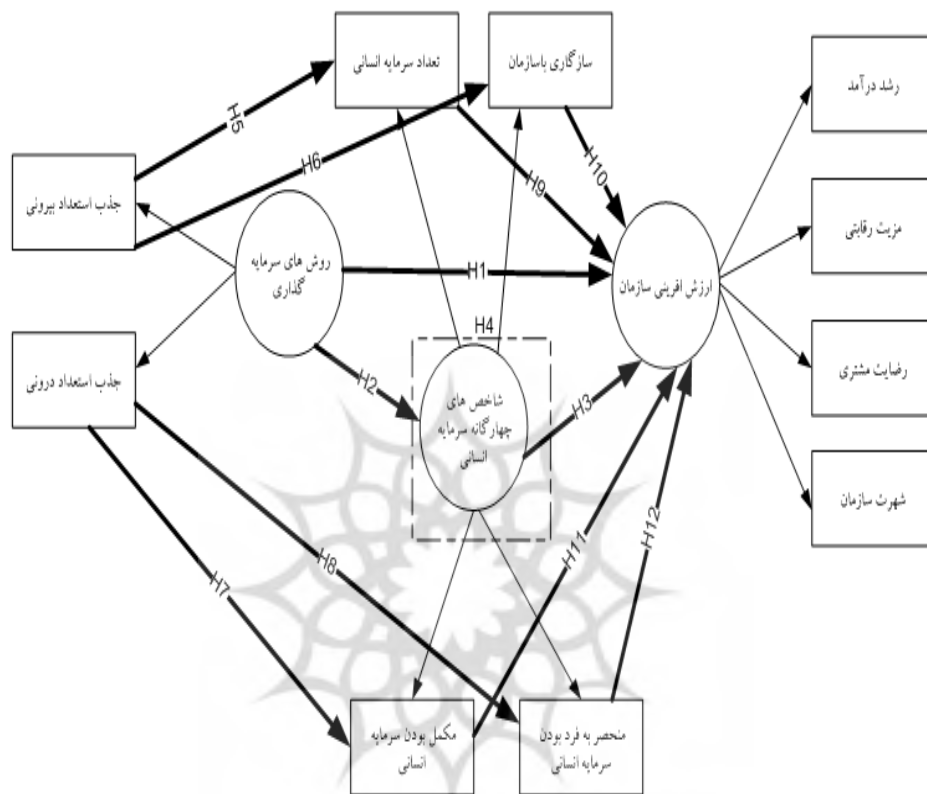 تعداد سرمایه انسانی
سازگاری باسازمان
رشد درآمد
H5
H6
H9
H10
جذب استعداد بیرونی
روش های سرمایه
گذاری
H1
ارزش افرینی سازمان
مزیت رقابتی
H4
H2
شاخص های
چهارگانه سرمایه
انسانی
H3
رضایت مشتری
جذب استعداد درونی
شهرت سازمان
H7
H8
H11
H12
مکمل بودن سرمایه
انسانی
منحصر به فرد بودن
سرمایه انسانی